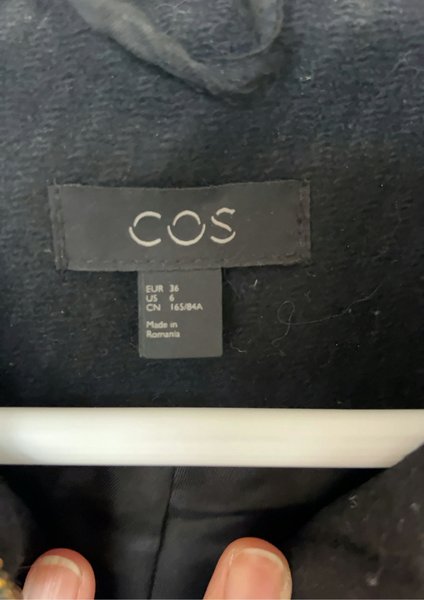 COS
EUR 36
US 6
CN 165/84A
Made in
Romania